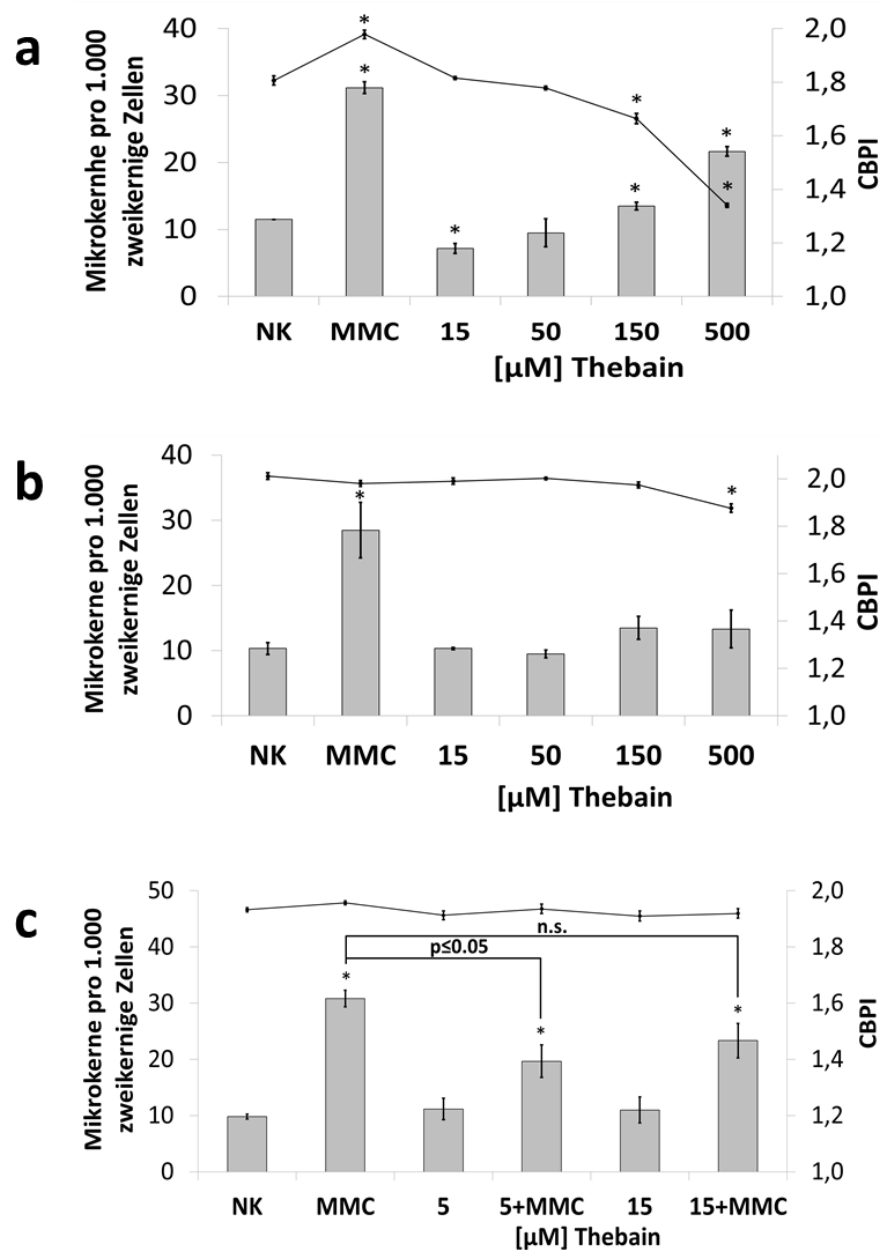 a
Mikrokernhe pro 1.000
zweikernige Zellen
40
30
20
10
0
2,0
1,8
1,6
1,4
1,2
1,0
CBPI
* * * * * * *
NK MMC 15 50 150 500
[µM] Thebain
b
Mikrokerne pro 1.000
zweikernige Zellen
40
30
20
10
0
2,0
1,8
1,6
1,4
1,2
1,0
CBPI
* *
NK MMC 15 50 150 500
[µM] Thebain
c
Mikrokerne pro 1.000
zweikernige Zellen
50
40
30
20
10
0
2,0
1,8
1,6
1,4
1,2
1,0
CBPI
n.s.
p≤0.05
* * *
NK MMC 5 5+MMC 15 15+MMC
[µM] Thebain